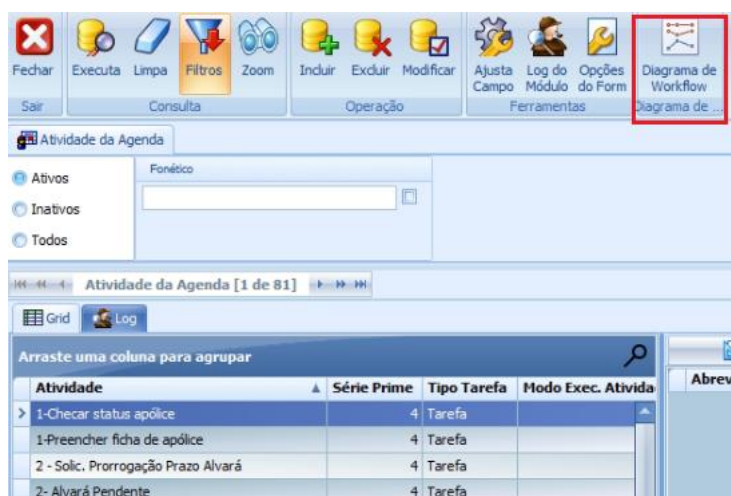 Fechar Executa Limpa Filtros Zoom Incluir Excluir Modificar Ajusta Campo Log do Módulo Opções do Form Diagrama de Workflow
Sair Consulta Operação Ferramentas Diagrama de ...
Atividade da Agenda
Ativos
Fonético
Inativos
Todos
Atividade da Agenda [1 de 81]
Grid Log
Arraste uma coluna para agrupar
Atividade Série Prime Tipo Tarefa Modo Exec. Ativida Abrev
1-Checar status apólice 4 Tarefa
1-Preencher ficha de apólice 4 Tarefa
2 - Solic. Prorrogação Prazo Alvará 4 Tarefa
2- Alvará Pendente 4 Tarefa